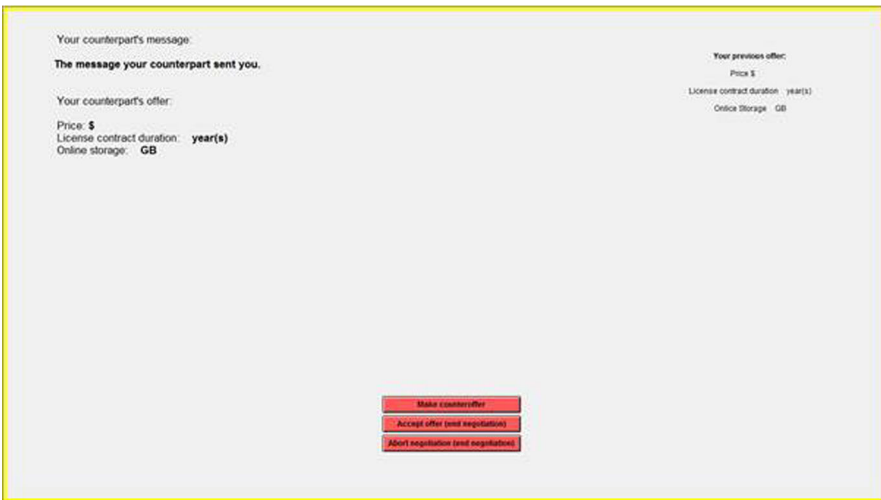 Your counterpart's message:
The message your counterpart sent you.
Your counterpart's offer:
Price: $
License contract duration: year(s)
Online storage: GB
Your previous offer:
Price $
License contract duration year(s)
Online Storage GB
Make counteroffer
Accept offer (end negotiation)
Abort negotiation (end negotiation)